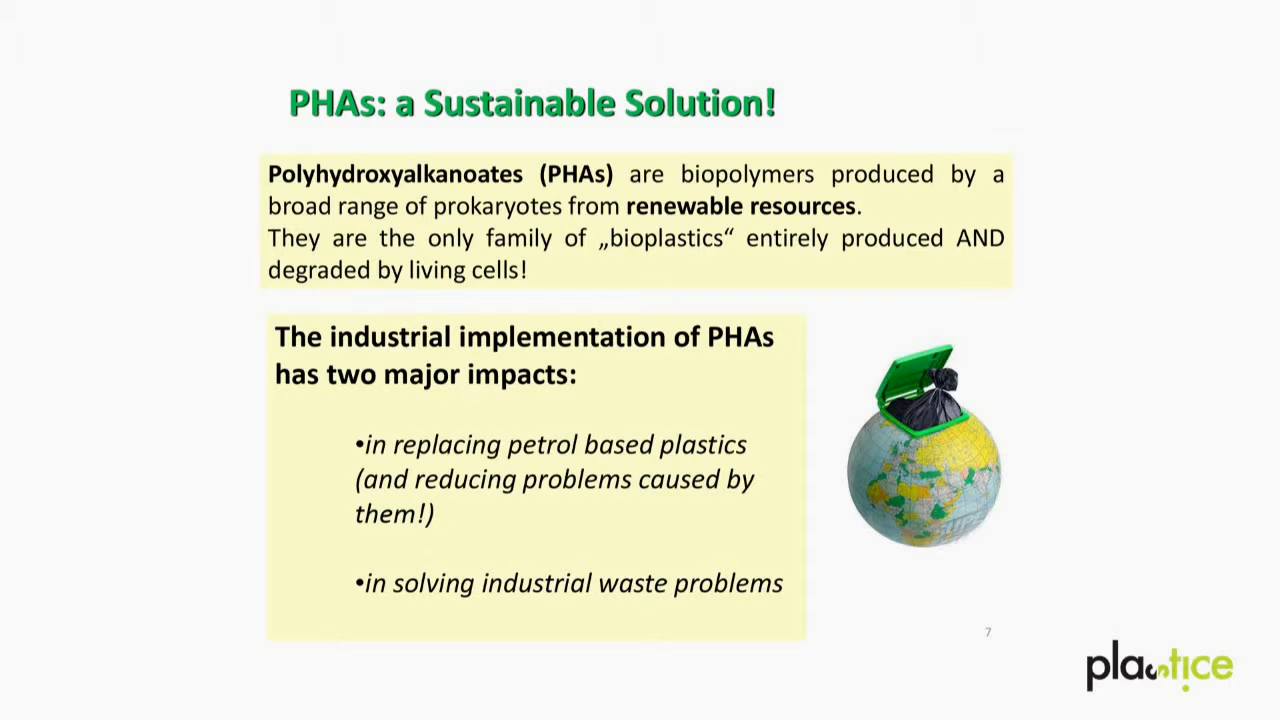 PHAs: a Sustainable Solution!
Polyhydroxyalkanoates (PHAs) are biopolymers produced by a
broad range of prokaryotes from renewable resources.
They are the only family of „bioplastics“ entirely produced AND
degraded by living cells!
The industrial implementation of PHAs
has two major impacts:
•in replacing petrol based plastics
(and reducing problems caused by
them!)
•in solving industrial waste problems
7
plastice